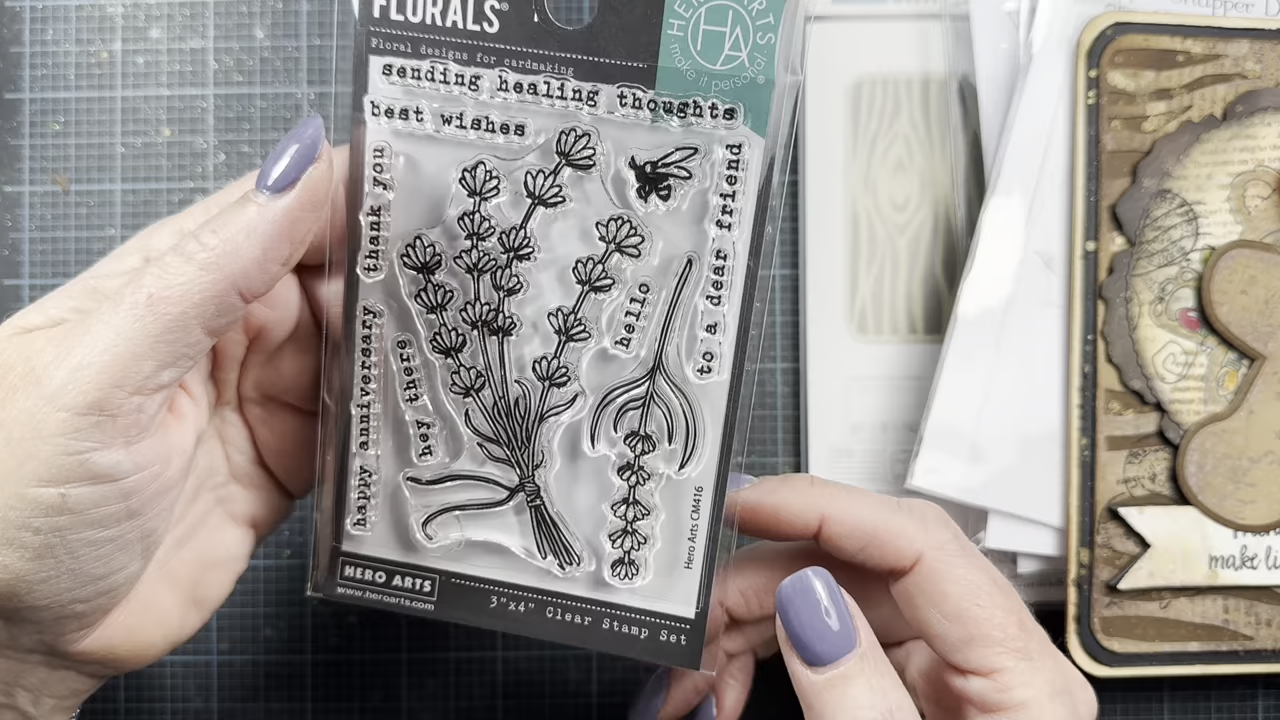 FLORALS®
Floral designs for cardmaking
HERO ARTS
HA
make it personal
®
sending healing thoughts
best wishes
thank you
to a dear friend
hello
happy anniversary
hey there
Hero Arts CM416
HERO ARTS
www.heroarts.com
3"x4" Clear Stamp Set
make li